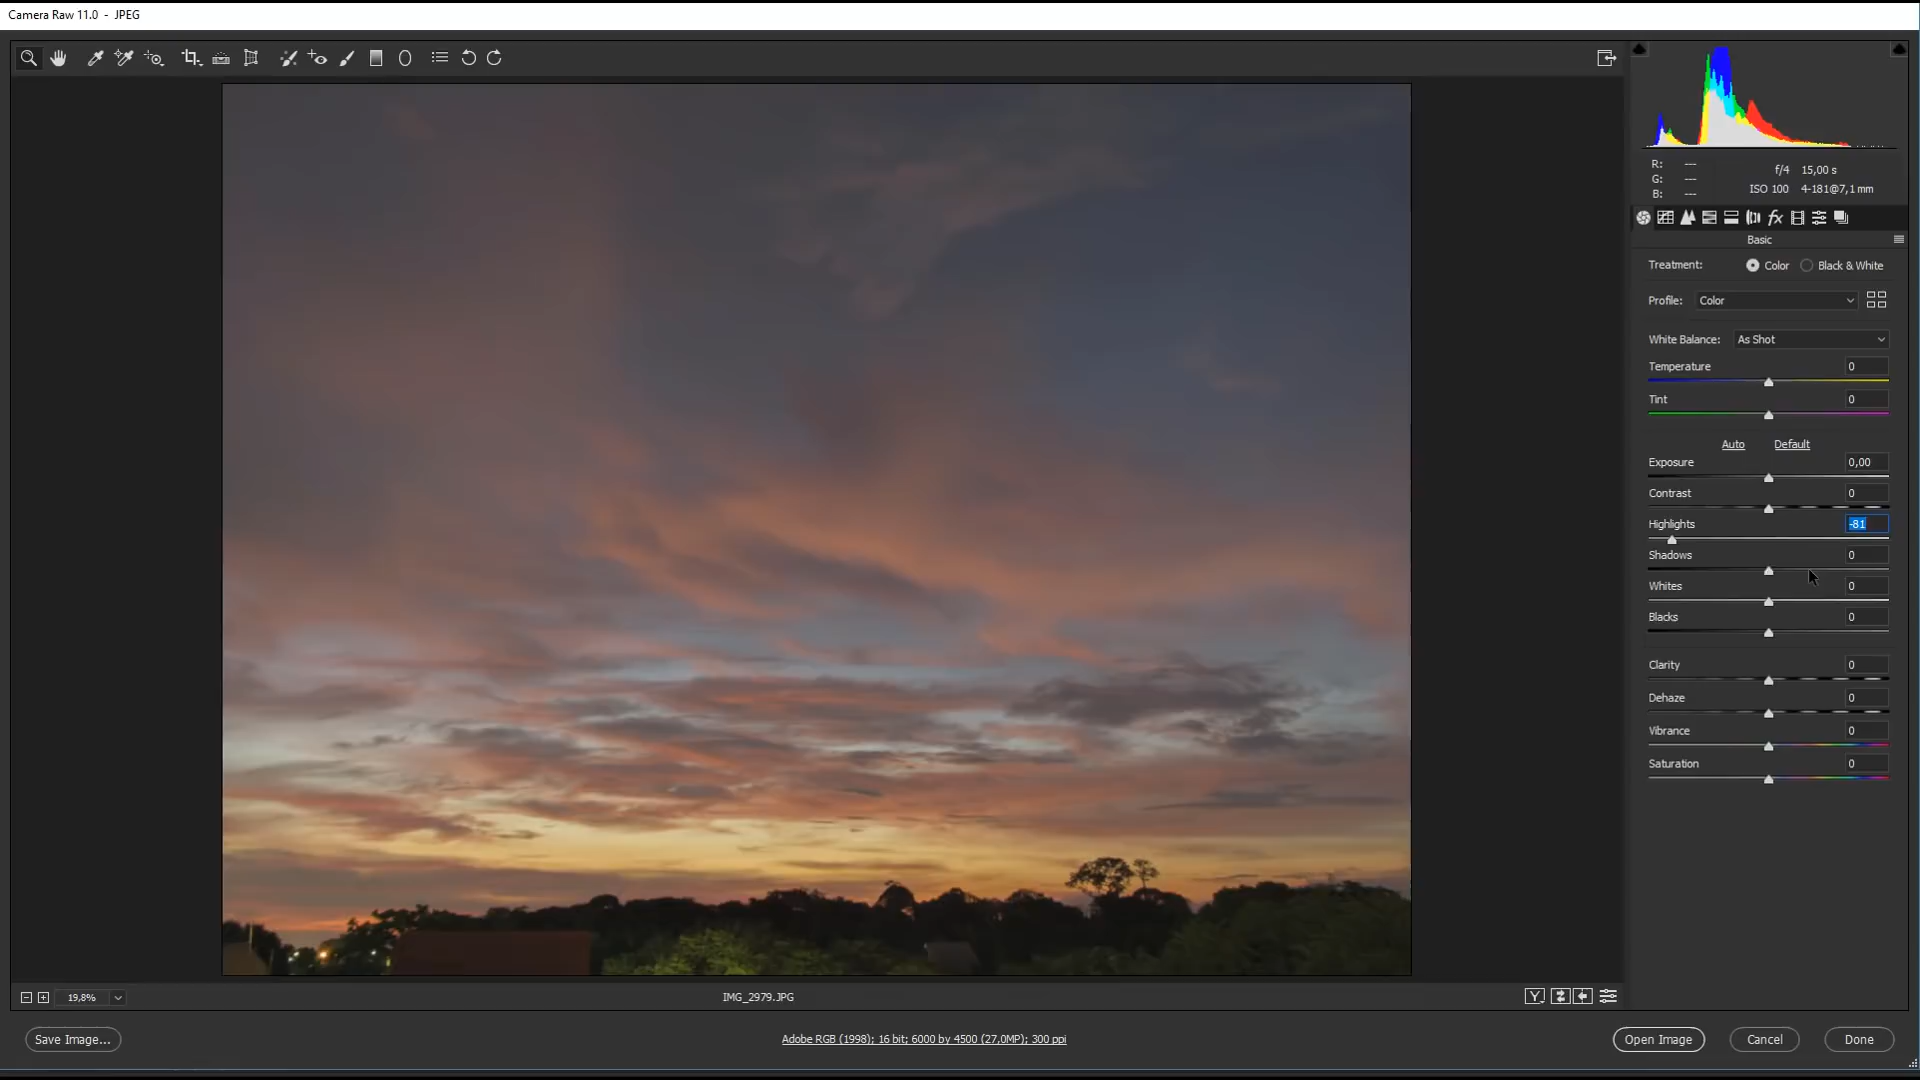 Camera Raw 11.0 - JPEG
R: ---
G: ---
B: ---
f/4 15,00 s
ISO 100 4-181@7,1 mm
fx
Basic
Treatment: Color Black & White
Profile: Color
White Balance: As Shot
Temperature 0
Tint 0
Auto Default
Exposure 0,00
Contrast 0
Highlights -81
Shadows 0
Whites 0
Blacks 0
Clarity 0
Dehaze 0
Vibrance 0
Saturation 0
19,8%
IMG_2979.JPG
Y
Save Image...
Adobe RGB (1998); 16 bit; 6000 by 4500 (27,0MP); 300 ppi
Open Image
Cancel
Done